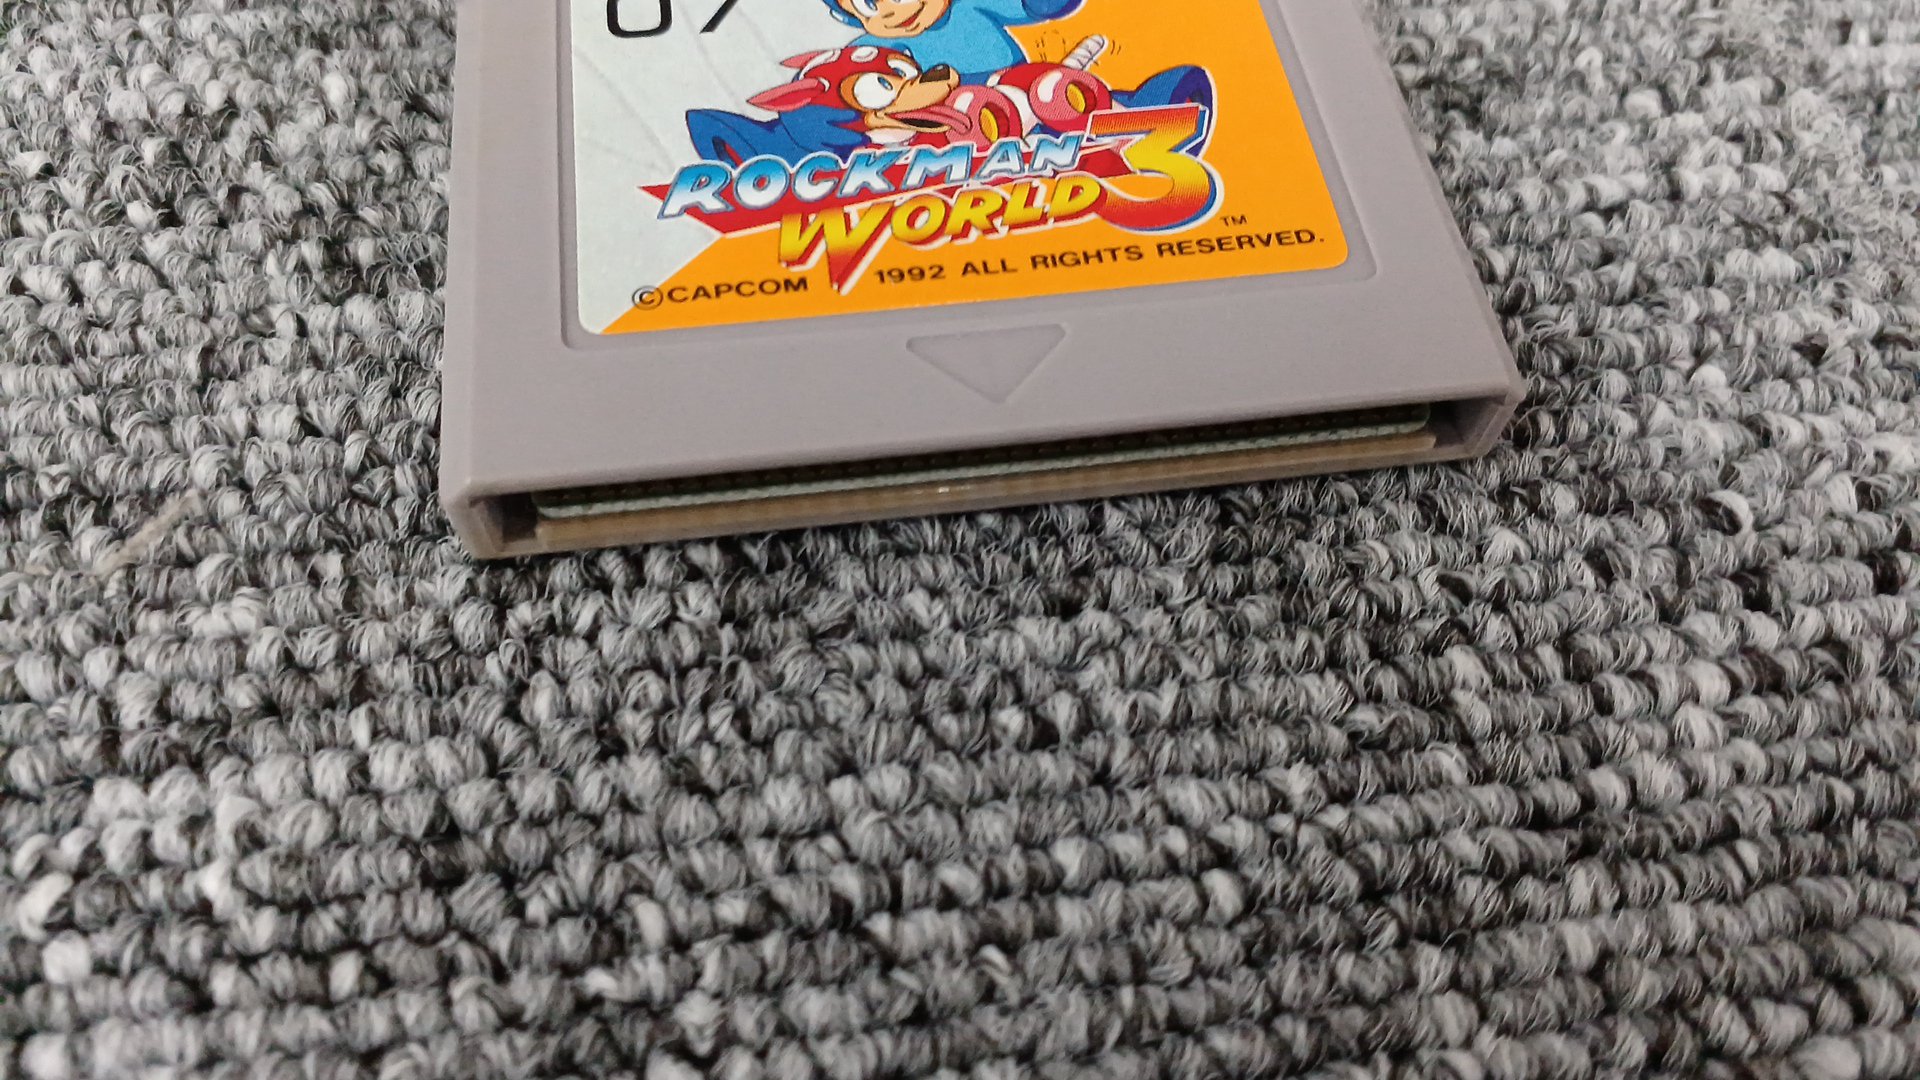 ROCKMAN
WORLD 3
™
©CAPCOM 1992 ALL RIGHTS RESERVED.